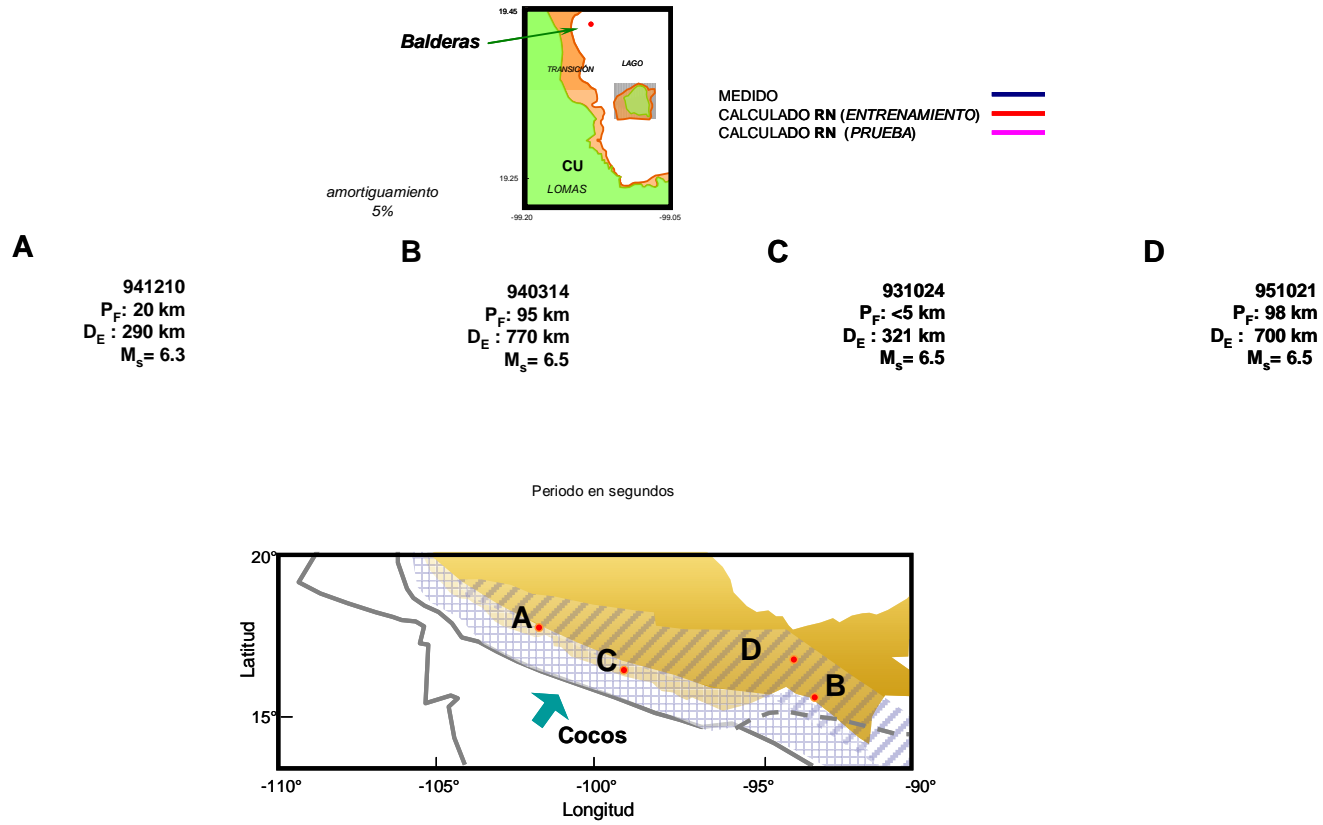 19.45
Balderas
TRANSICIÓN
LAGO
MEDIDO
CALCULADO RN (ENTRENAMIENTO)
CALCULADO RN (PRUEBA)
CU
19.25
LOMAS
amortiguamiento
5%
-99.20
-99.05
A
941210
PF: 20 km
DE : 290 km
Ms= 6.3
B
940314
PF: 95 km
DE : 770 km
Ms= 6.5
C
931024
PF: <5 km
DE : 321 km
Ms= 6.5
D
951021
PF: 98 km
DE : 700 km
Ms= 6.5
Periodo en segundos
20°
A
D
C
B
Latitud
15°
Cocos
-110°
-105°
-100°
-95°
-90°
Longitud